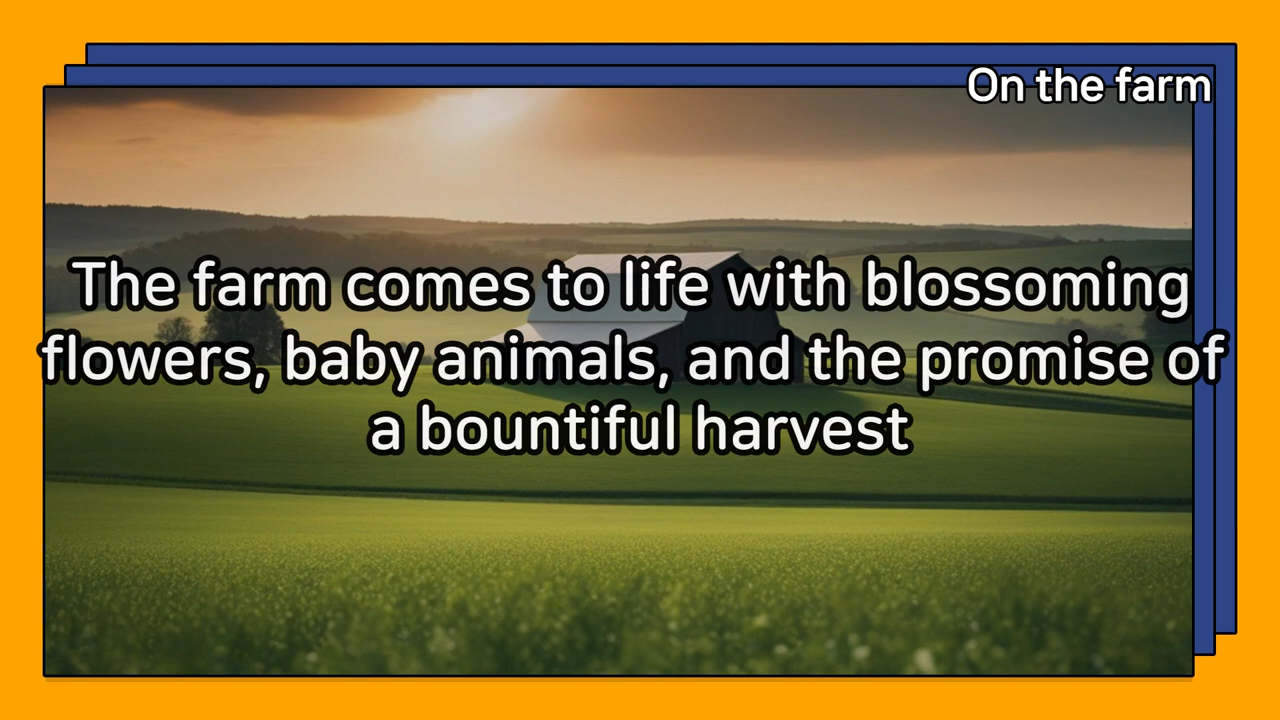 On the farm
The farm comes to life with blossoming
flowers, baby animals, and the promise of
a bountiful harvest